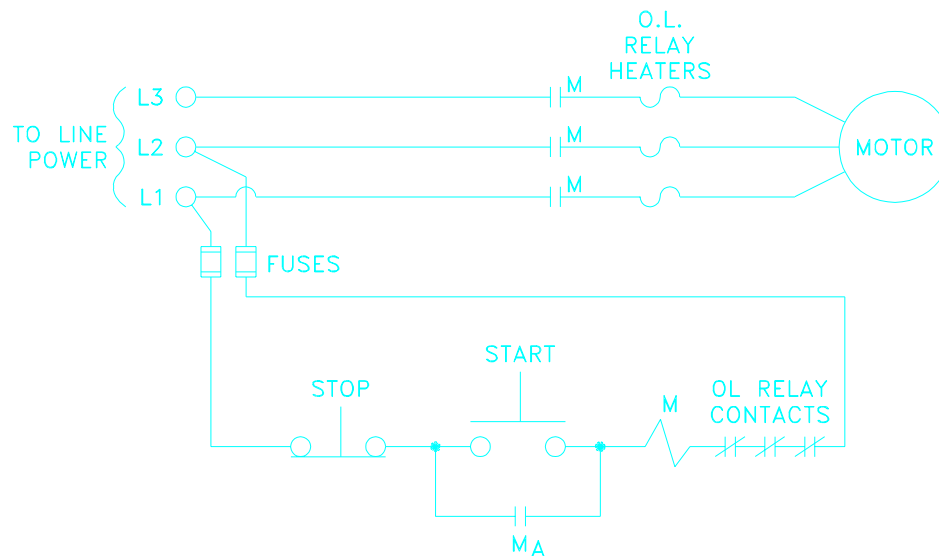 O.L.
RELAY
HEATERS
L3
M
TO LINE
POWER
L2
M
MOTOR
L1
M
FUSES
START
STOP
M
OL RELAY
CONTACTS
MA